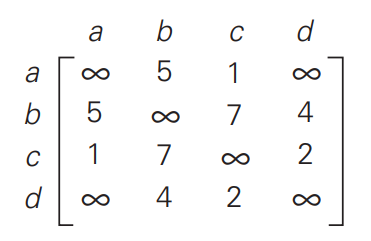 a b c d
a ∞ 5 1 ∞
b 5 ∞ 7 4
c 1 7 ∞ 2
d ∞ 4 2 ∞